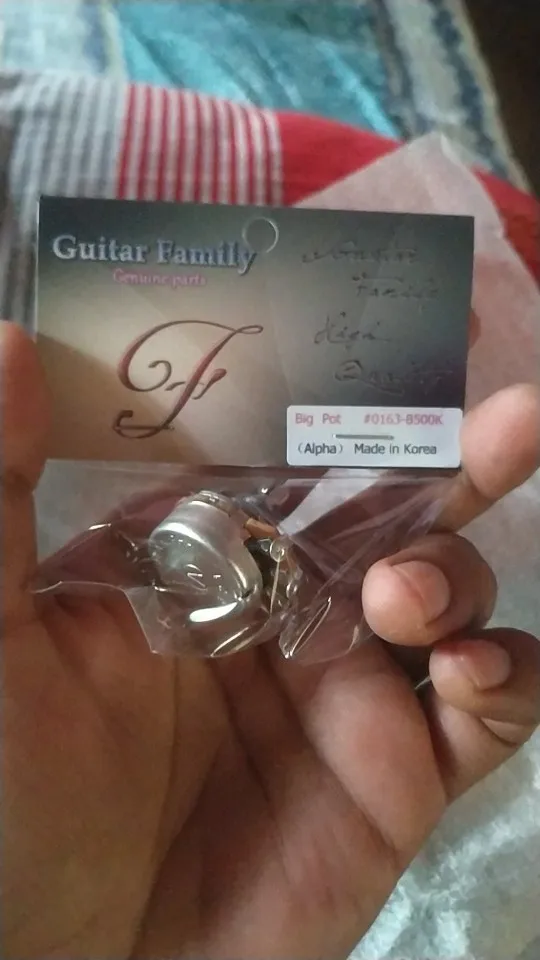 Guitar Family
Genuine parts
Guitar
Family
High
Quality
F
Big Pot #0163-B500K
(Alpha) Made in Korea